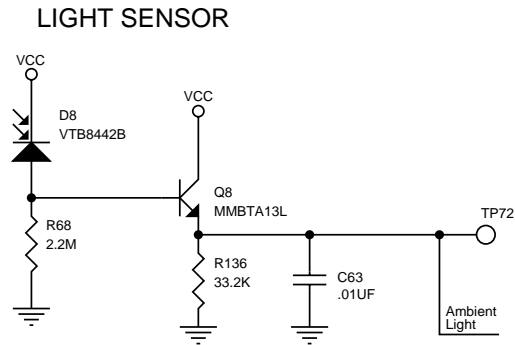 LIGHT SENSOR
VCC
D8
VTB8442B
VCC
Q8
MMBTA13L
TP72
R68
2.2M
R136
33.2K
C63
.01UF
Ambient
Light